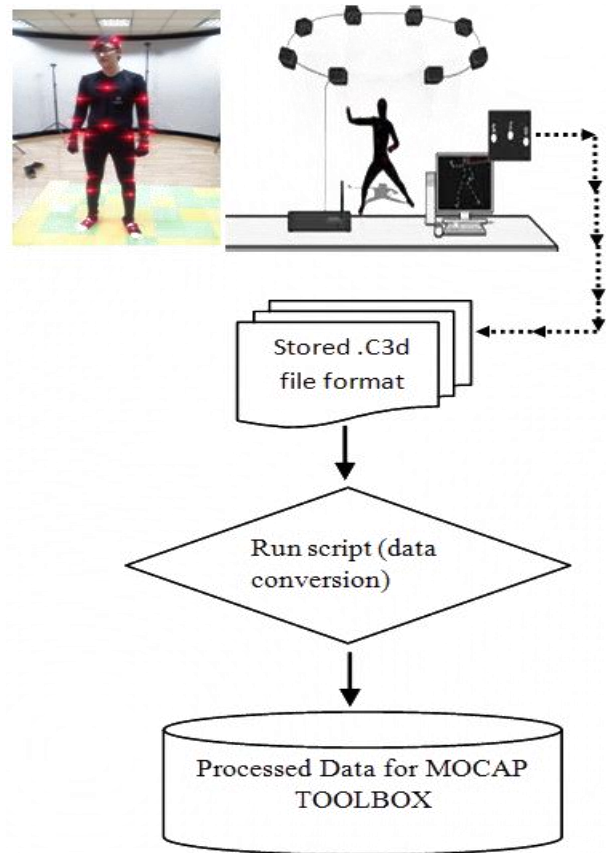 Stored .C3d
file format
Run script (data
conversion)
Processed Data for MOCAP
TOOLBOX